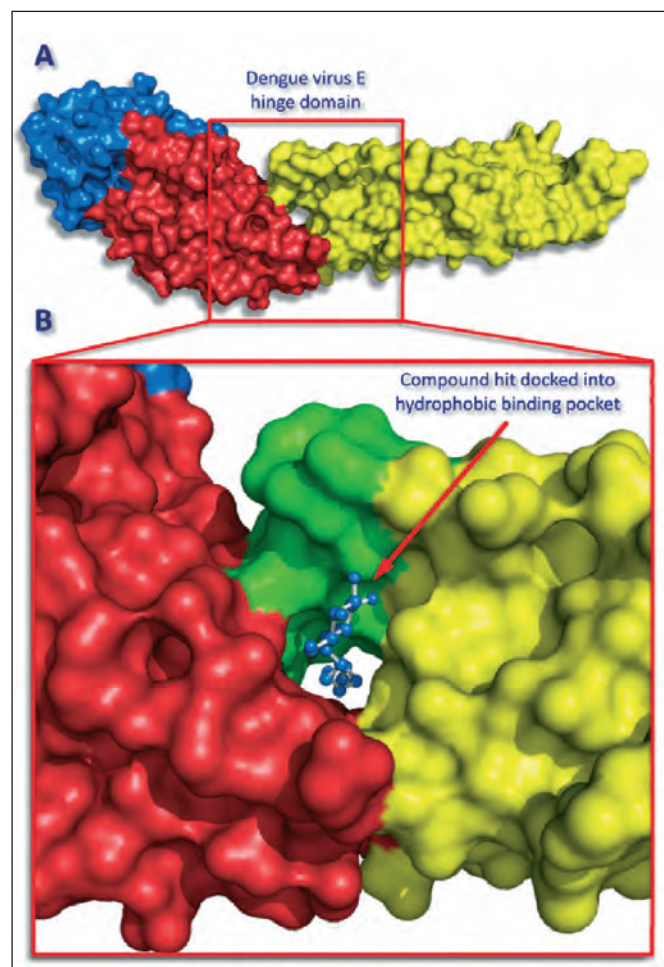 A
Dengue virus E
hinge domain
B
Compound hit docked into
hydrophobic binding pocket